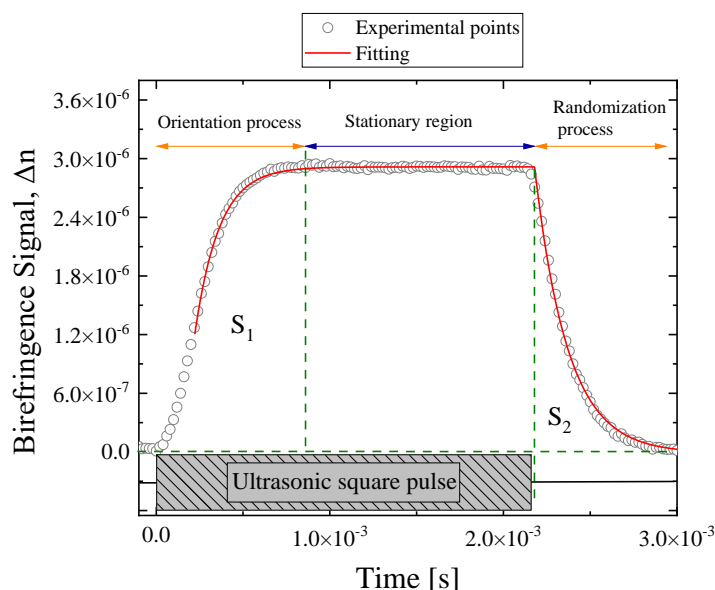 Experimental points
Fitting
Orientation process
Stationary region
Randomization
process
Birefringence Signal, Δn
3.6×10⁻⁶
3.0×10⁻⁶
2.4×10⁻⁶
1.8×10⁻⁶
1.2×10⁻⁶
6.0×10⁻⁷
0.0
S₁
S₂
Ultrasonic square pulse
0.0
1.0×10⁻³
2.0×10⁻³
3.0×10⁻³
Time [s]